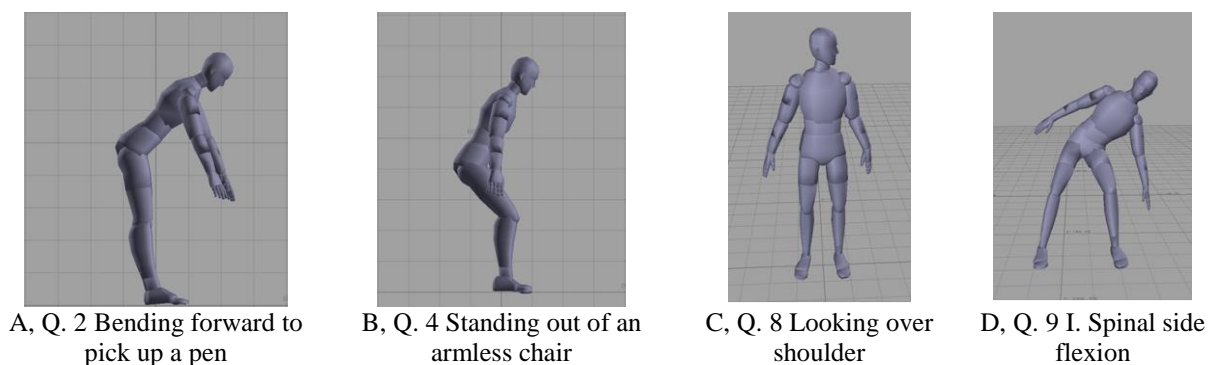 A, Q. 2 Bending forward to
pick up a pen
B, Q. 4 Standing out of an
armless chair
C, Q. 8 Looking over
shoulder
D, Q. 9 I. Spinal side
flexion